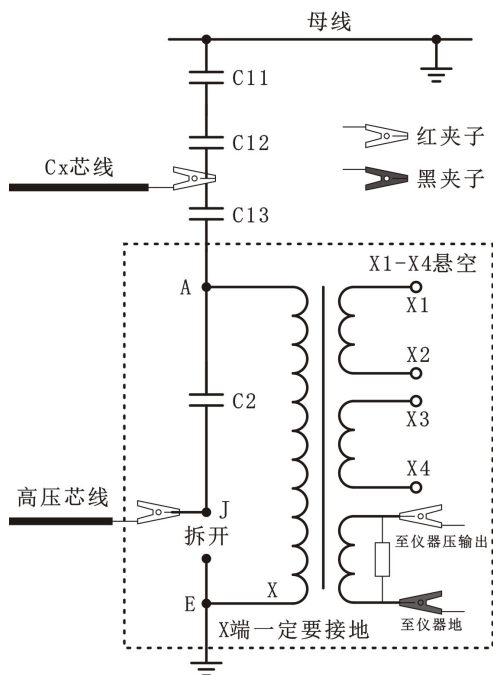 母线
C11
C12
红夹子
Cx芯线
黑夹子
C13
X1-X4悬空
A
X1
X2
C2
X3
X4
高压芯线
J
拆开
至仪器压输出
E
X
X端一定要接地
至仪器地